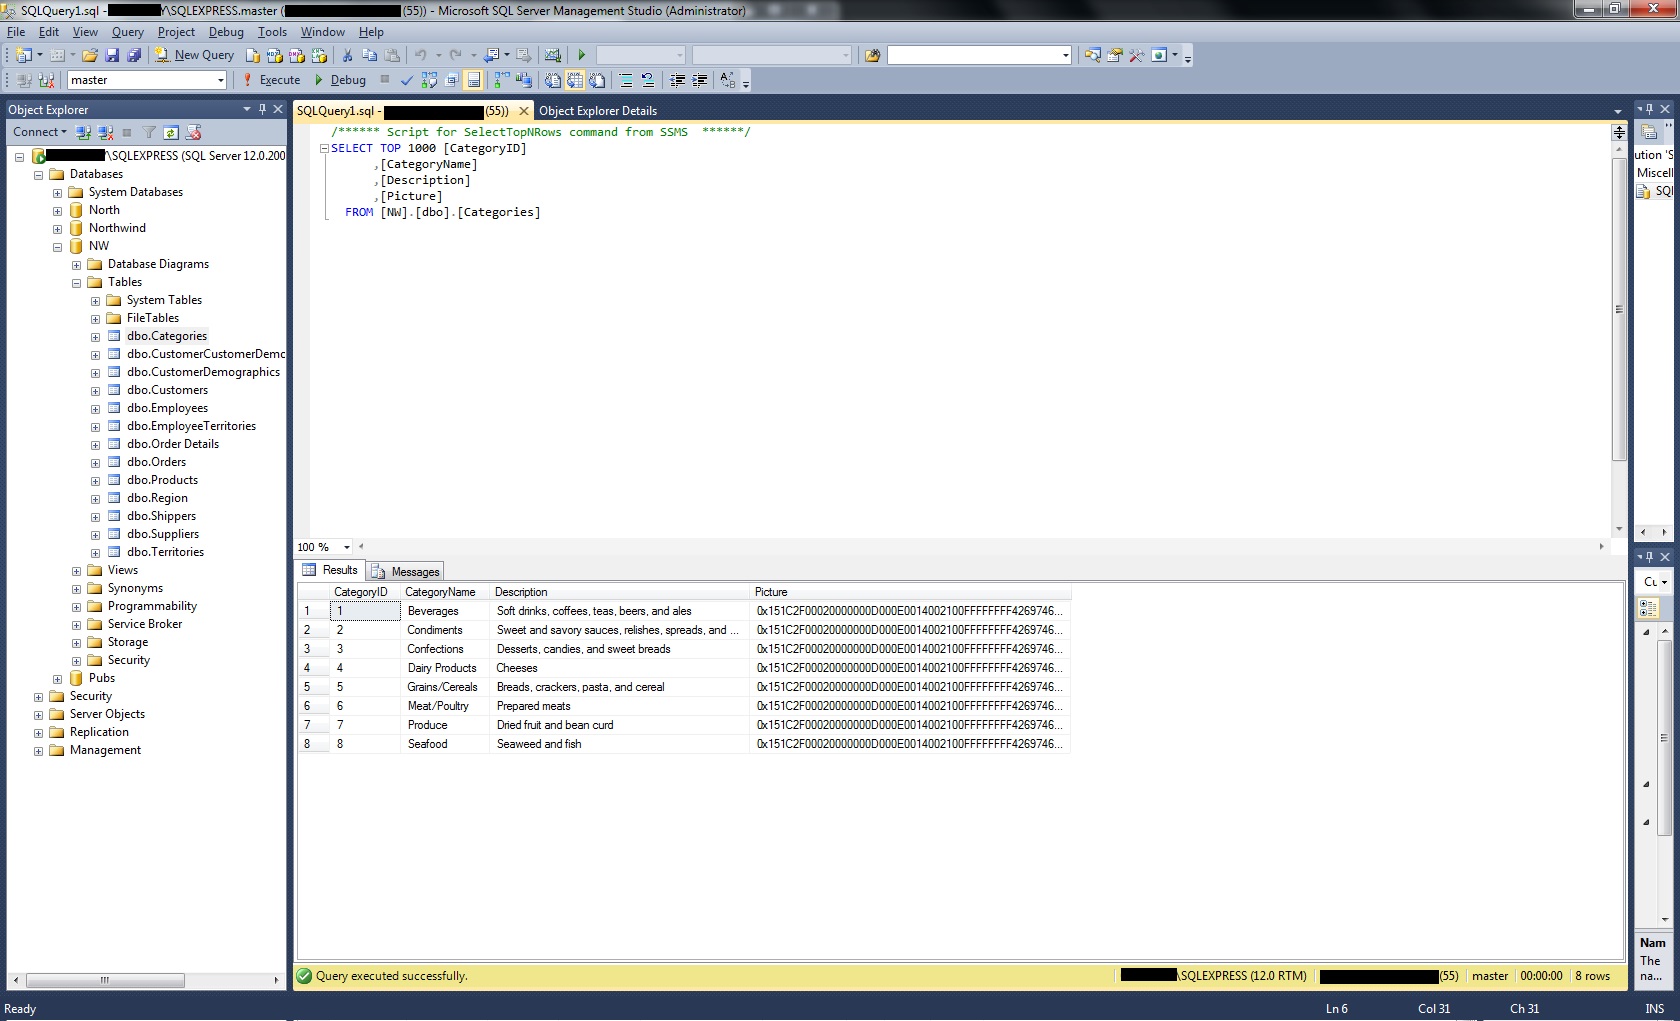 SQLQuery1.sql - Y\SQLEXPRESS.master ( (55)) - Microsoft SQL Server Management Studio (Administrator)
File Edit View Query Project Debug Tools Window Help
New Query
master Execute Debug
Object Explorer
Connect
\SQLEXPRESS (SQL Server 12.0.200
Databases
System Databases
North
Northwind
NW
Database Diagrams
Tables
System Tables
FileTables
dbo.Categories
dbo.CustomerCustomerDemo
dbo.CustomerDemographics
dbo.Customers
dbo.Employees
dbo.EmployeeTerritories
dbo.Order Details
dbo.Orders
dbo.Products
dbo.Region
dbo.Shippers
dbo.Suppliers
dbo.Territories
Views
Synonyms
Programmability
Service Broker
Storage
Security
Pubs
Security
Server Objects
Replication
Management
SQLQuery1.sql - (55)) Object Explorer Details
/****** Script for SelectTopNRows command from SSMS ******/
SELECT TOP 1000 [CategoryID]
,[CategoryName]
,[Description]
,[Picture]
FROM [NW].[dbo].[Categories]
100 %
Results Messages
CategoryID CategoryName Description Picture
1 1 Beverages Soft drinks, coffees, teas, beers, and ales 0x151C2F00020000000D000E0014002100FFFFFFFF4269746...
2 2 Condiments Sweet and savory sauces, relishes, spreads, and ... 0x151C2F00020000000D000E0014002100FFFFFFFF4269746...
3 3 Confections Desserts, candies, and sweet breads 0x151C2F00020000000D000E0014002100FFFFFFFF4269746...
4 4 Dairy Products Cheeses 0x151C2F00020000000D000E0014002100FFFFFFFF4269746...
5 5 Grains/Cereals Breads, crackers, pasta, and cereal 0x151C2F00020000000D000E0014002100FFFFFFFF4269746...
6 6 Meat/Poultry Prepared meats 0x151C2F00020000000D000E0014002100FFFFFFFF4269746...
7 7 Produce Dried fruit and bean curd 0x151C2F00020000000D000E0014002100FFFFFFFF4269746...
8 8 Seafood Seaweed and fish 0x151C2F00020000000D000E0014002100FFFFFFFF4269746...
Query executed successfully. \SQLEXPRESS (12.0 RTM) (55) master 00:00:00 8 rows
ution 'S
Miscell
SQL
Cu
Nam
The
na...
Ready Ln 6 Col 31 Ch 31 INS